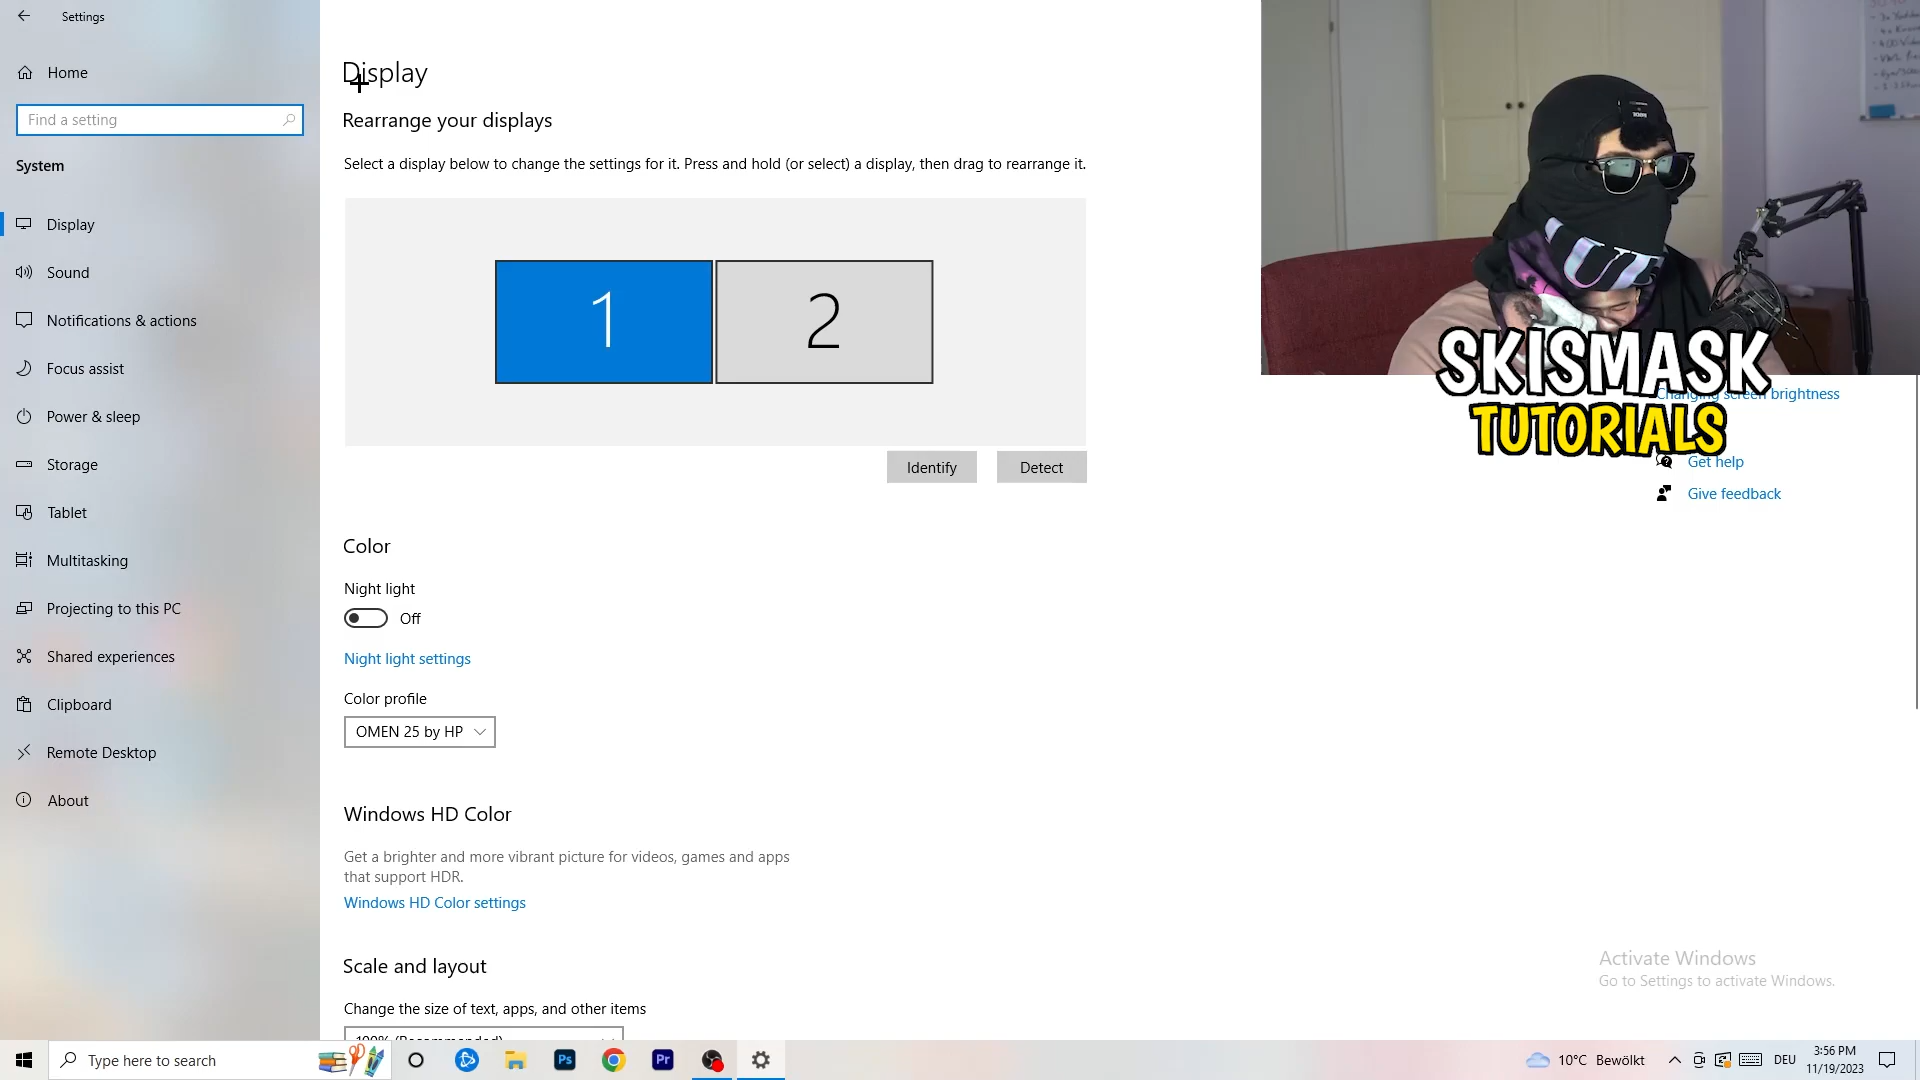 Settings
Home
Find a setting
System
Display
Sound
Notifications & actions
Focus assist
Power & sleep
Storage
Tablet
Multitasking
Projecting to this PC
Shared experiences
Clipboard
Remote Desktop
About
Display
Rearrange your displays
Select a display below to change the settings for it. Press and hold (or select) a display, then drag to rearrange it.
1
2
Identify
Detect
Color
Night light
Off
Night light settings
Color profile
OMEN 25 by HP
Windows HD Color
Get a brighter and more vibrant picture for videos, games and apps
that support HDR.
Windows HD Color settings
Scale and layout
Change the size of text, apps, and other items
100% (Recommended)
SKISMASK
TUTORIALS
Changing screen brightness
Get help
Give feedback
Activate Windows
Go to Settings to activate Windows.
Type here to search
Ps
Pr
10°C Bewölkt
DEU
3:56 PM
11/19/2023